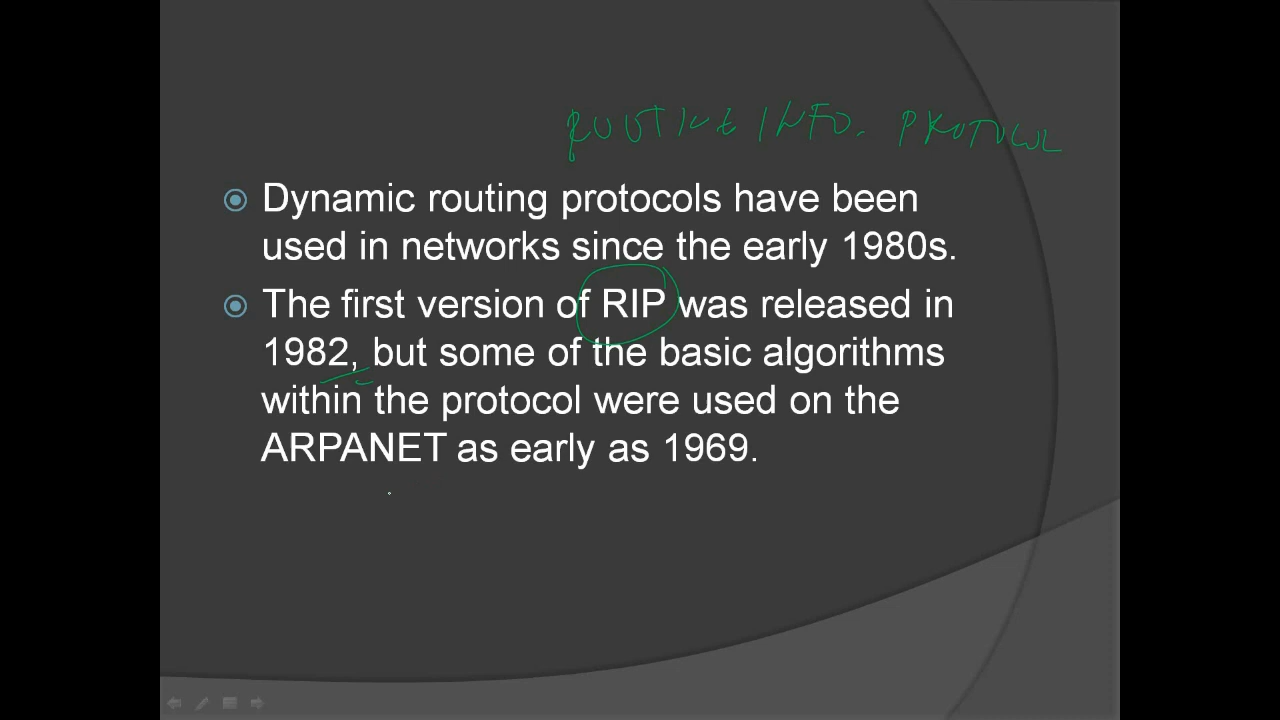 ROUTING INFO. PROTOCOL
Dynamic routing protocols have been
used in networks since the early 1980s.
The first version of RIP was released in
1982, but some of the basic algorithms
within the protocol were used on the
ARPANET as early as 1969.